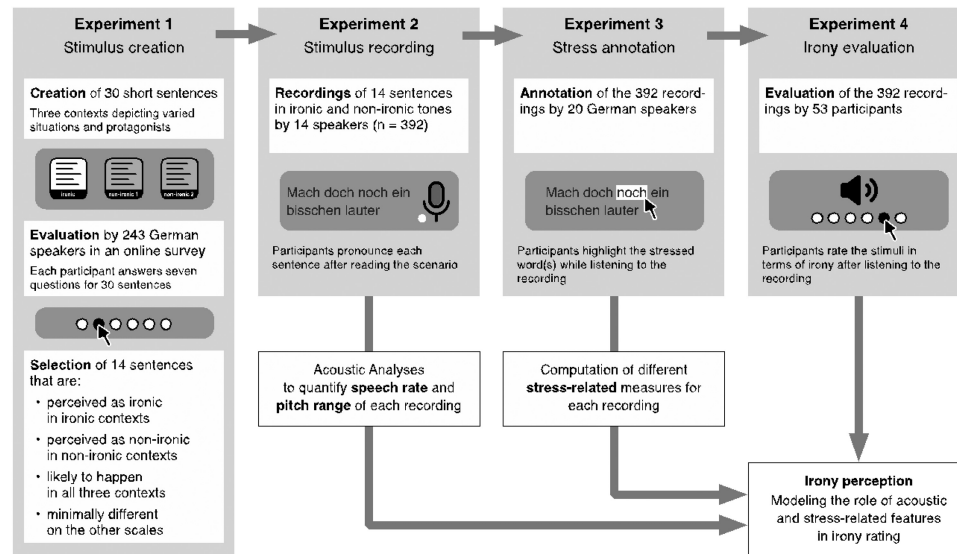 Experiment 1
Stimulus creation
Creation of 30 short sentences
Three contexts depicting varied
situations and protagonists
ironic
non-ironic 1
non-ironic 2
Evaluation by 243 German
speakers in an online survey
Each participant answers seven
questions for 30 sentences
Selection of 14 sentences
that are:
• perceived as ironic
in ironic contexts
• perceived as non-ironic
in non-ironic contexts
• likely to happen
in all three contexts
• minimally different
on the other scales
Experiment 2
Stimulus recording
Recordings of 14 sentences
in ironic and non-ironic tones
by 14 speakers (n = 392)
Mach doch noch ein
bisschen lauter
Participants pronounce each
sentence after reading the scenario
Acoustic Analyses
to quantify speech rate and
pitch range of each recording
Experiment 3
Stress annotation
Annotation of the 392 record-
ings by 20 German speakers
Mach doch noch ein
bisschen lauter
Participants highlight the stressed
word(s) while listening to the
recording
Computation of different
stress-related measures for
each recording
Experiment 4
Irony evaluation
Evaluation of the 392 record-
ings by 53 participants
Participants rate the stimuli in
terms of irony after listening to the
recording
Irony perception
Modeling the role of acoustic
and stress-related features
in irony rating